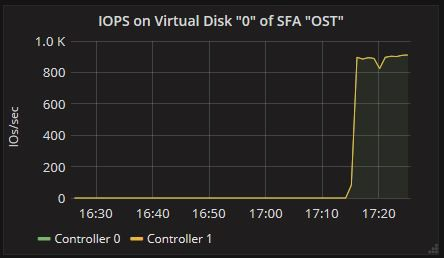 IOPS on Virtual Disk "0" of SFA "OST"
1.0 K
800
600
400
200
0
IOs/sec
16:30 16:40 16:50 17:00 17:10 17:20
Controller 0 Controller 1